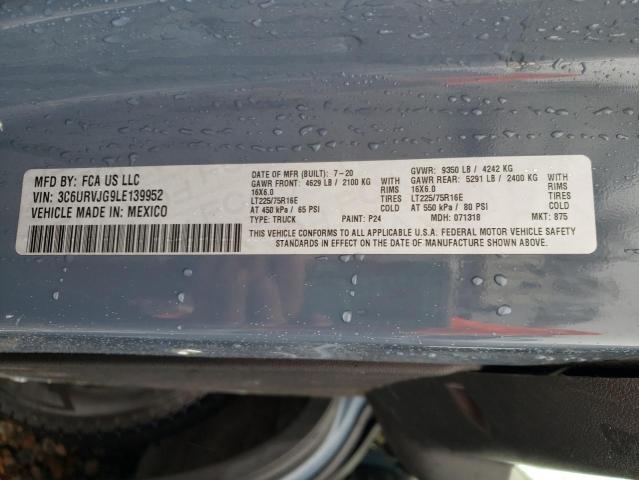 MFD BY: FCA US LLC
VIN: 3C6URVJG9LE139952
VEHICLE MADE IN: MEXICO
DATE OF MFR (BUILT): 7-20 GVWR: 9350 LB / 4242 KG
GAWR FRONT: 4629 LB / 2100 KG GAWR REAR: 5291 LB / 2400 KG
16X6.0 RIMS 16X6.0 RIMS
LT225/75R16E TIRES LT225/75R16E TIRES
AT 450 kPa / 65 PSI COLD AT 550 kPa / 80 PSI COLD
TYPE: TRUCK PAINT: P24 MDH: 071318 MKT: 875
THIS VEHICLE CONFORMS TO ALL APPLICABLE U.S.A. FEDERAL MOTOR VEHICLE SAFETY
STANDARDS IN EFFECT ON THE DATE OF MANUFACTURE SHOWN ABOVE.